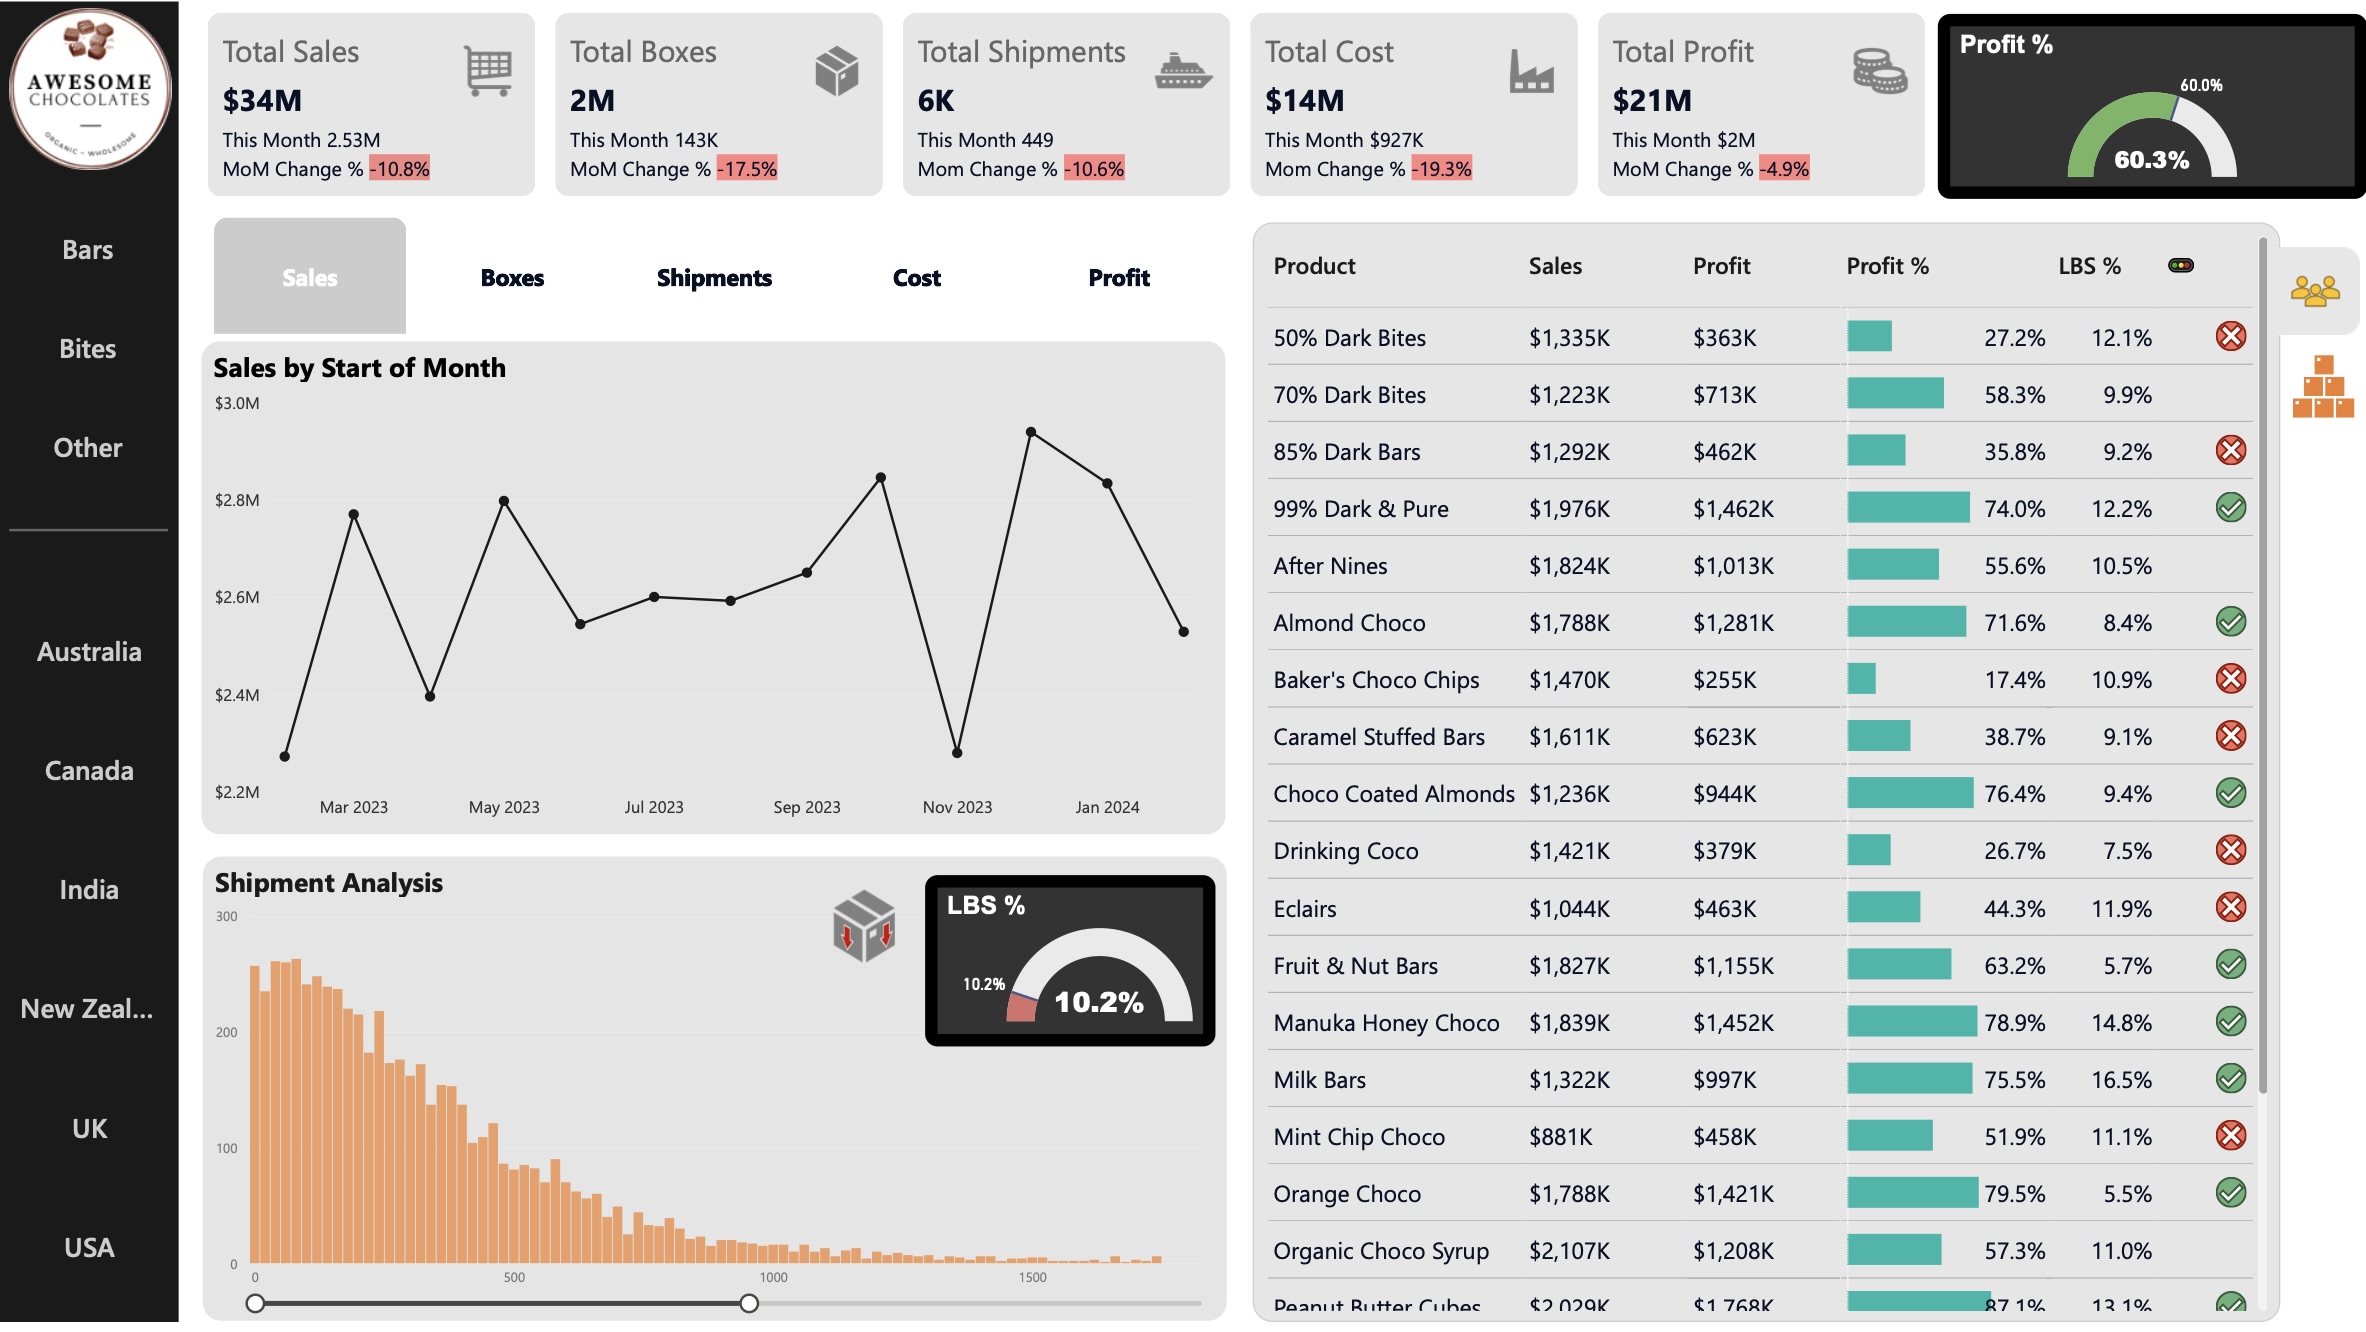 AWESOME
CHOCOLATES
ORGANIC - WHOLESOME
Bars
Bites
Other
Australia
Canada
India
New Zeal...
UK
USA
Total Sales
$34M
This Month 2.53M
MoM Change % -10.8%
Total Boxes
2M
This Month 143K
MoM Change % -17.5%
Total Shipments
6K
This Month 449
Mom Change % -10.6%
Total Cost
$14M
This Month $927K
Mom Change % -19.3%
Total Profit
$21M
This Month $2M
MoM Change % -4.9%
Profit %
60.0%
60.3%
Sales Boxes Shipments Cost Profit
Sales by Start of Month
$3.0M
$2.8M
$2.6M
$2.4M
$2.2M
Mar 2023 May 2023 Jul 2023 Sep 2023 Nov 2023 Jan 2024
Shipment Analysis
300
200
100
0
0 500 1000 1500
LBS %
10.2%
10.2%
Product Sales Profit Profit % LBS %
50% Dark Bites $1,335K $363K 27.2% 12.1%
70% Dark Bites $1,223K $713K 58.3% 9.9%
85% Dark Bars $1,292K $462K 35.8% 9.2%
99% Dark & Pure $1,976K $1,462K 74.0% 12.2%
After Nines $1,824K $1,013K 55.6% 10.5%
Almond Choco $1,788K $1,281K 71.6% 8.4%
Baker's Choco Chips $1,470K $255K 17.4% 10.9%
Caramel Stuffed Bars $1,611K $623K 38.7% 9.1%
Choco Coated Almonds $1,236K $944K 76.4% 9.4%
Drinking Coco $1,421K $379K 26.7% 7.5%
Eclairs $1,044K $463K 44.3% 11.9%
Fruit & Nut Bars $1,827K $1,155K 63.2% 5.7%
Manuka Honey Choco $1,839K $1,452K 78.9% 14.8%
Milk Bars $1,322K $997K 75.5% 16.5%
Mint Chip Choco $881K $458K 51.9% 11.1%
Orange Choco $1,788K $1,421K 79.5% 5.5%
Organic Choco Syrup $2,107K $1,208K 57.3% 11.0%
Peanut Butter Cubes $2,029K $1,768K 87.1% 13.1%